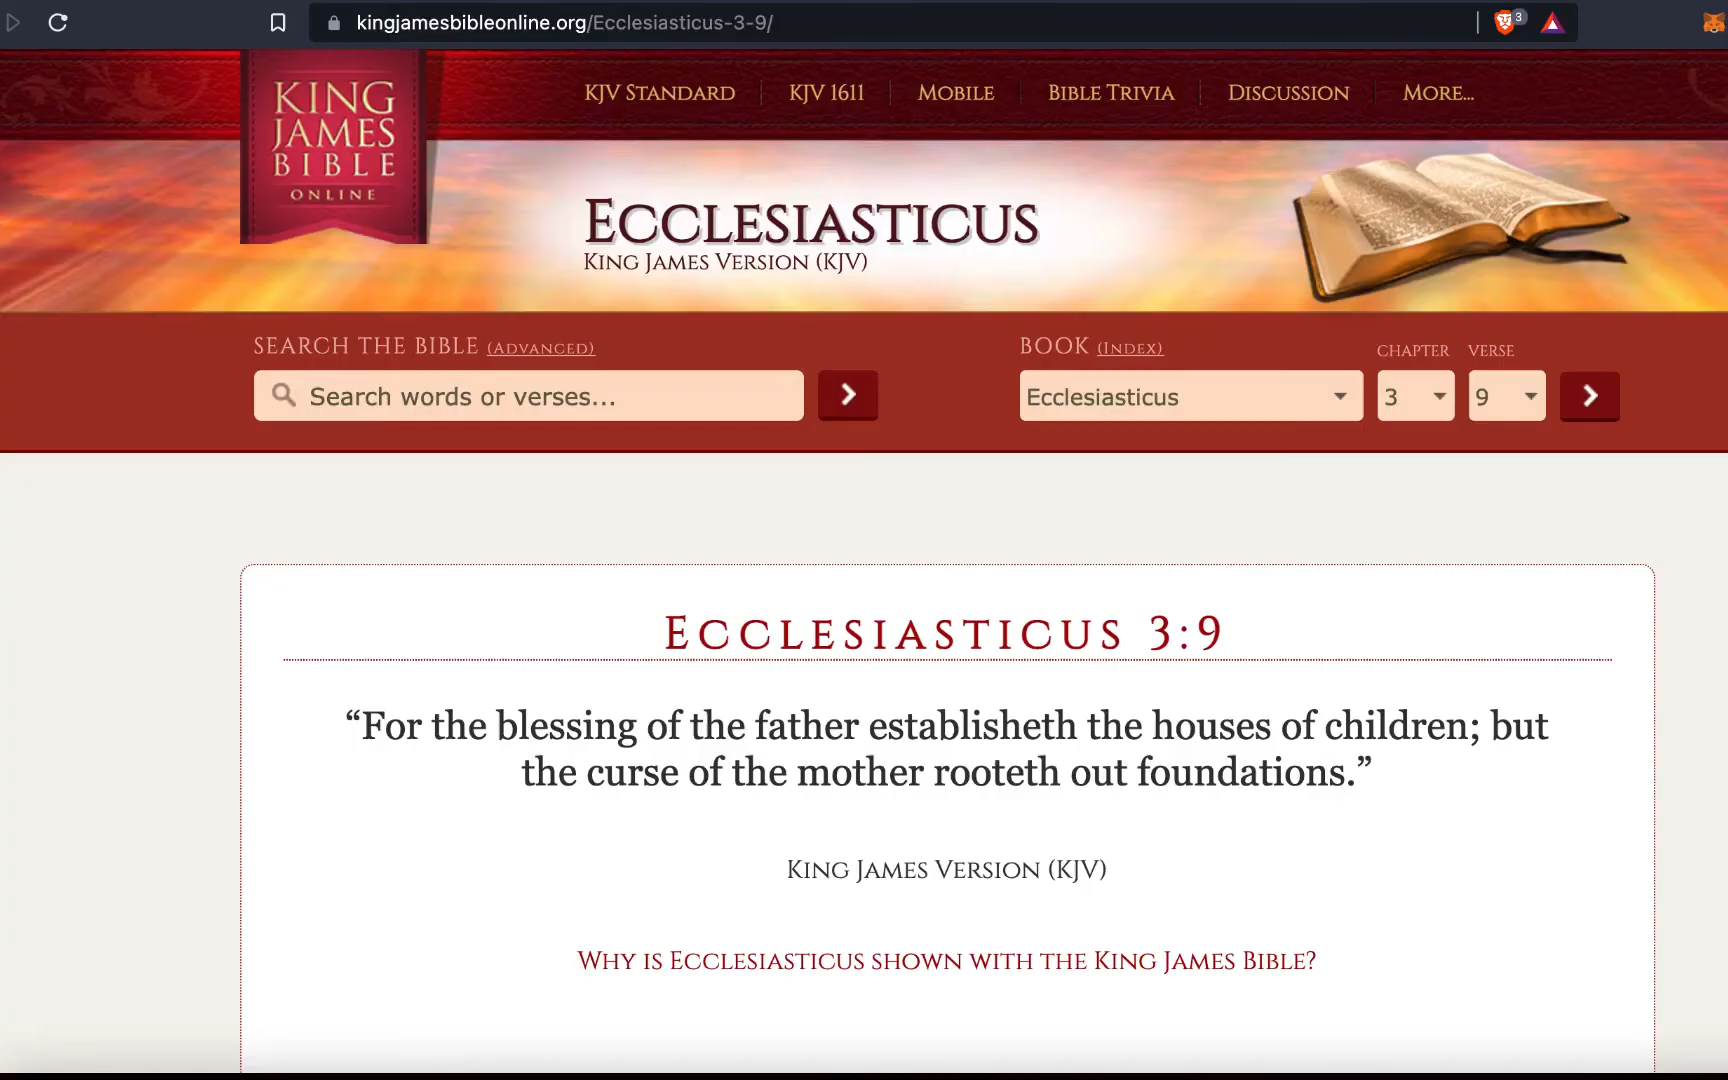 kingjamesbibleonline.org/Ecclesiasticus-3-9/
3
KING
JAMES
BIBLE
ONLINE
KJV STANDARD
KJV 1611
MOBILE
BIBLE TRIVIA
DISCUSSION
MORE...
ECCLESIASTICUS
KING JAMES VERSION (KJV)
SEARCH THE BIBLE (ADVANCED)
BOOK (INDEX)
CHAPTER
VERSE
Search words or verses...
Ecclesiasticus
3
9
ECCLESIASTICUS 3:9
“For the blessing of the father establisheth the houses of children; but
the curse of the mother rooteth out foundations.”
KING JAMES VERSION (KJV)
WHY IS ECCLESIASTICUS SHOWN WITH THE KING JAMES BIBLE?